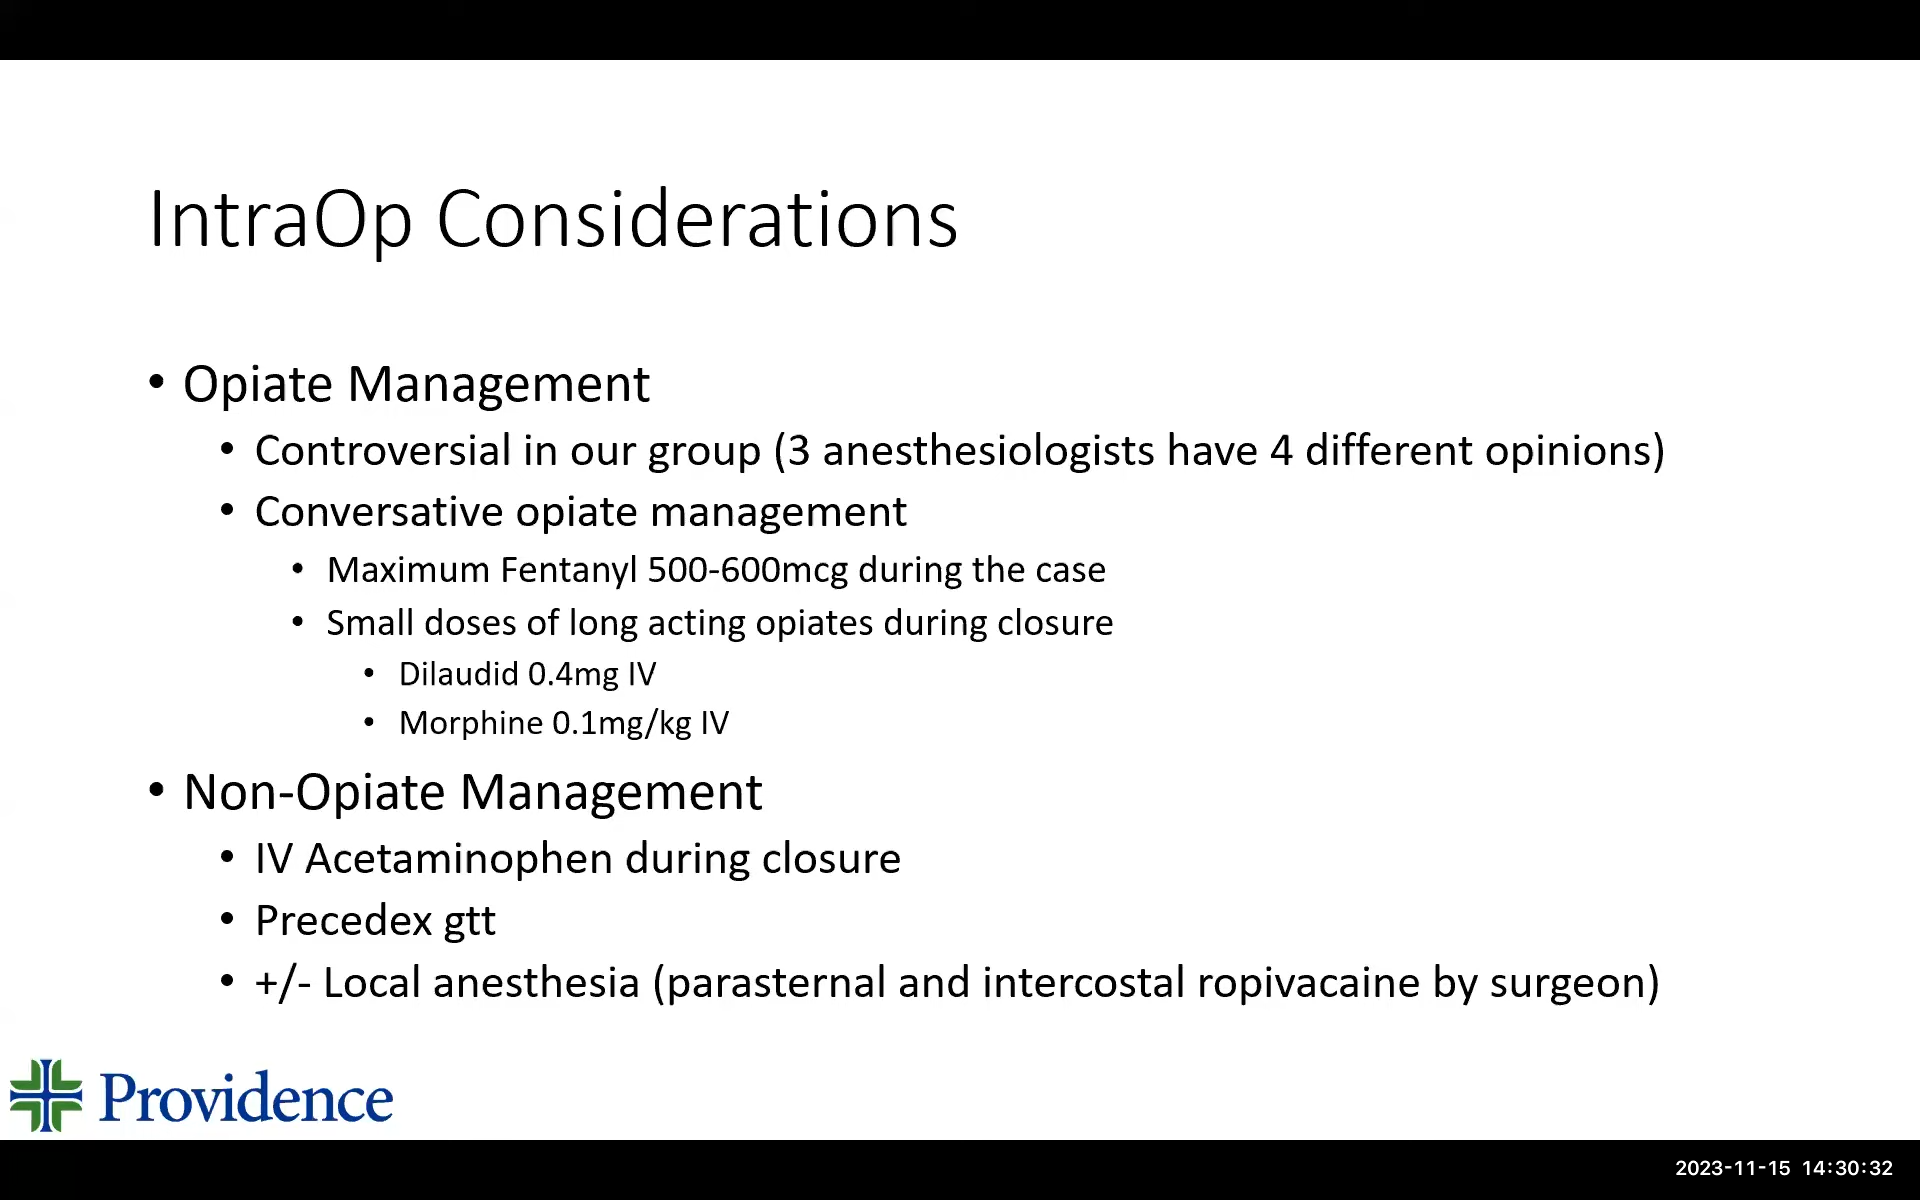 IntraOp Considerations
• Opiate Management
• Controversial in our group (3 anesthesiologists have 4 different opinions)
• Conversative opiate management
• Maximum Fentanyl 500-600mcg during the case
• Small doses of long acting opiates during closure
• Dilaudid 0.4mg IV
• Morphine 0.1mg/kg IV
• Non-Opiate Management
• IV Acetaminophen during closure
• Precedex gtt
• +/- Local anesthesia (parasternal and intercostal ropivacaine by surgeon)
Providence
2023-11-15 14:30:32